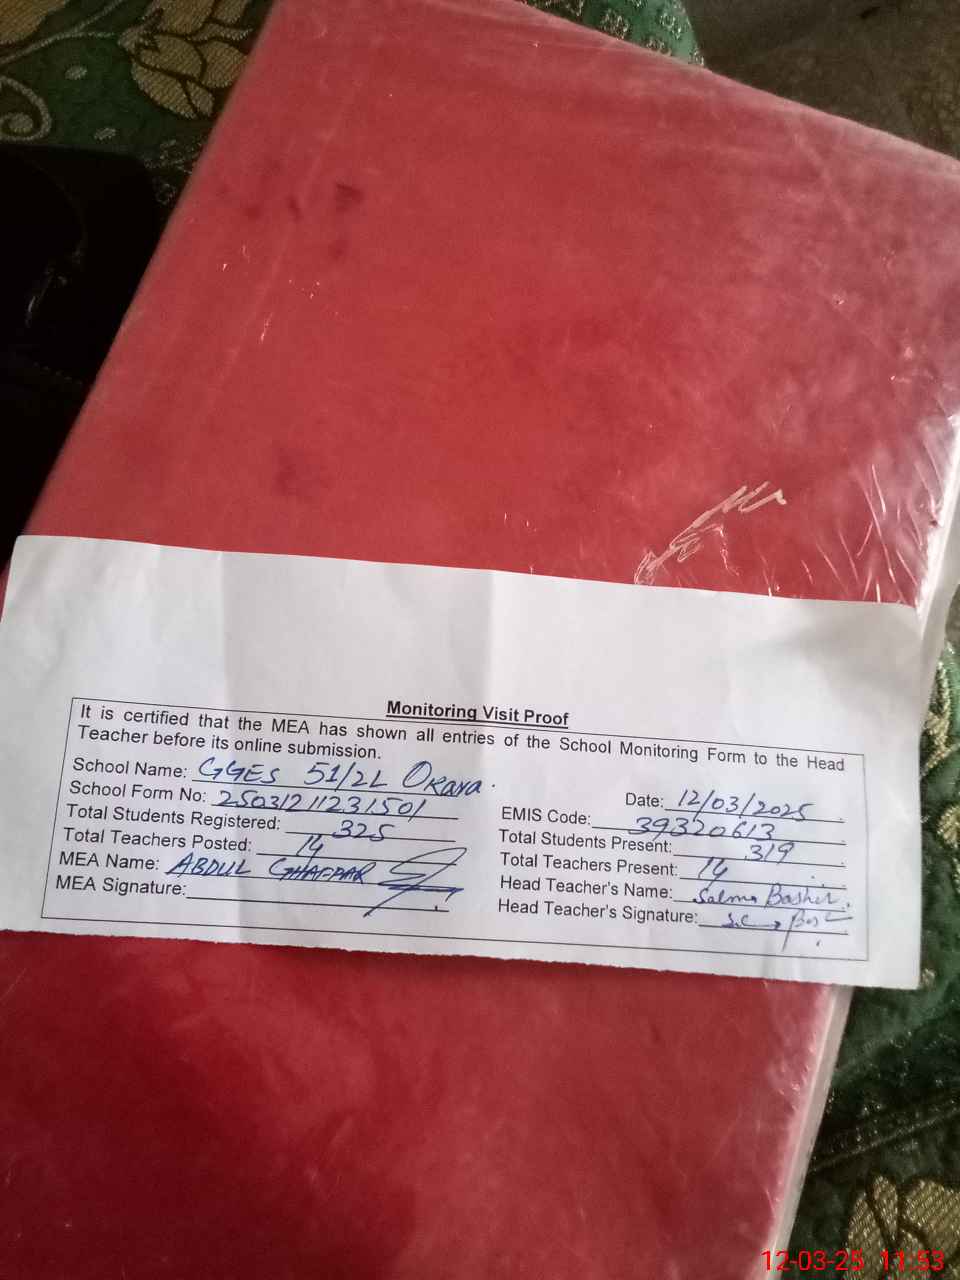 Monitoring Visit Proof
It is certified that the MEA has shown all entries of the School Monitoring Form to the Head
Teacher before its online submission.
School Name: GGES 51/2L OKARA.
Date: 12/03/2025
School Form No: 25031211231501
EMIS Code: 39320613
Total Students Registered: 325
Total Students Present: 319
Total Teachers Posted: 14
Total Teachers Present: 14
MEA Name: ABDUL GHAFFAR
Head Teacher's Name: Salma Bashir
MEA Signature:
Head Teacher's Signature:
12-03-25 11:53